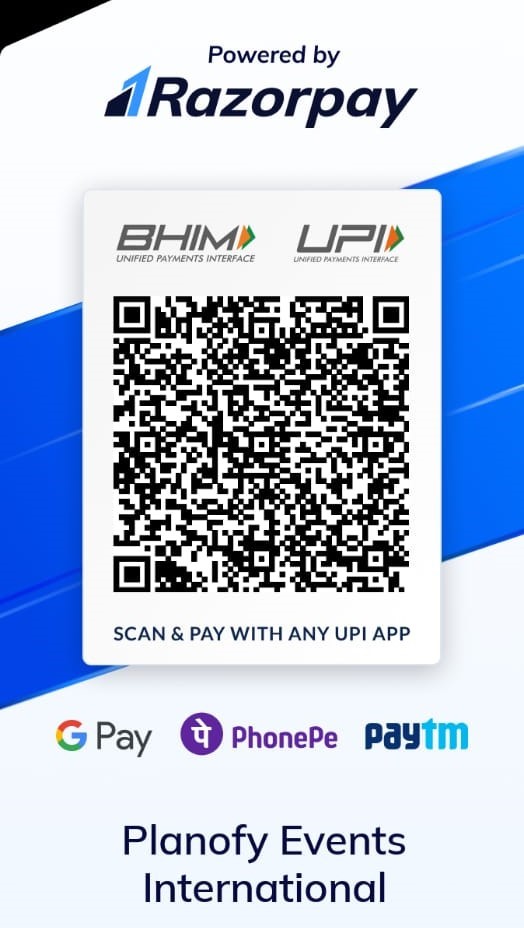 Powered by
Razorpay
BHIM UPI
UNIFIED PAYMENTS INTERFACE UNIFIED PAYMENTS INTERFACE
SCAN & PAY WITH ANY UPI APP
G Pay पे PhonePe paytm
Planofy Events
International